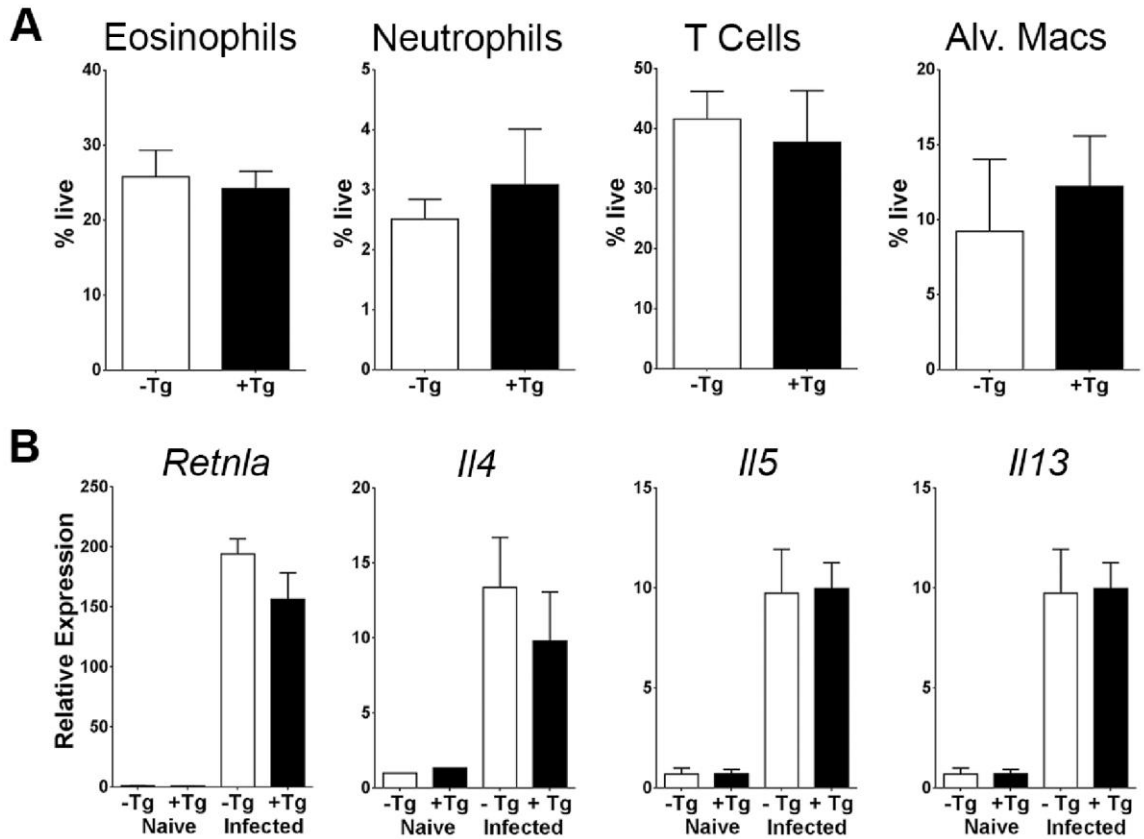 A
Eosinophils
Neutrophils
T Cells
Alv. Macs
% live
40
30
20
10
0
-Tg +Tg
% live
5
4
3
2
1
0
-Tg +Tg
% live
50
40
30
20
10
0
-Tg +Tg
% live
20
15
10
5
0
-Tg +Tg
B
Retnla
Il4
Il5
Il13
Relative Expression
250
200
150
100
50
0
-Tg +Tg -Tg +Tg
Naive Infected
20
15
10
5
0
-Tg +Tg - Tg + Tg
Naive Infected
15
10
5
0
-Tg +Tg - Tg + Tg
Naive Infected
15
10
5
0
-Tg +Tg - Tg + Tg
Naive Infected